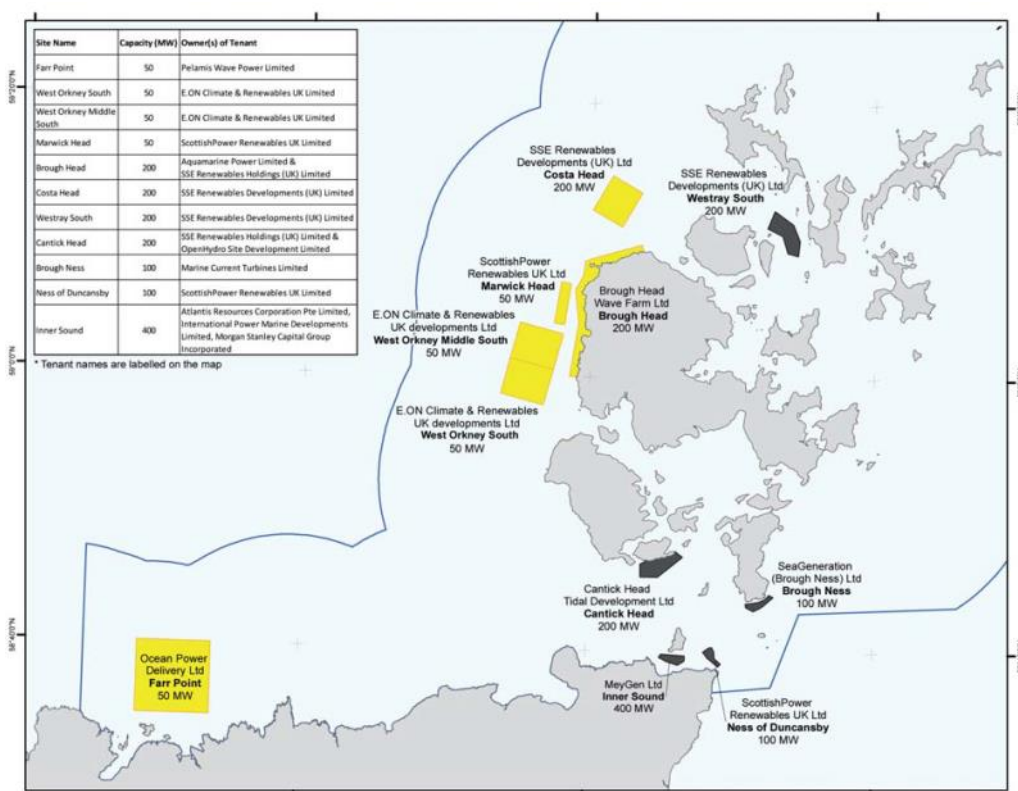 Site Name Capacity (MW) Owner(s) of Tenant
Farr Point 50 Pelamis Wave Power Limited
West Orkney South 50 E.ON Climate & Renewables UK Limited
West Orkney Middle
South 50 E.ON Climate & Renewables UK Limited
Marwick Head 50 ScottishPower Renewables UK Limited
Brough Head 200 Aquamarine Power Limited &
SSE Renewables Holdings (UK) Limited
Costa Head 200 SSE Renewables Developments (UK) Limited
Westray South 200 SSE Renewables Developments (UK) Limited
Cantick Head 200 SSE Renewables Holdings (UK) Limited &
OpenHydro Site Development Limited
Brough Ness 100 Marine Current Turbines Limited
Ness of Duncansby 100 ScottishPower Renewables UK Limited
Inner Sound 400 Atlantis Resources Corporation Pte Limited,
International Power Marine Developments
Limited, Morgan Stanley Capital Group
Incorporated
* Tenant names are labelled on the map
59°20'0"N
59°0'0"N
58°40'0"N
SSE Renewables
Developments (UK) Ltd
Costa Head
200 MW
SSE Renewables
Developments (UK) Ltd
Westray South
200 MW
ScottishPower
Renewables UK Ltd
Marwick Head
50 MW
Brough Head
Wave Farm Ltd
Brough Head
200 MW
E.ON Climate & Renewables
UK developments Ltd
West Orkney Middle South
50 MW
E.ON Climate & Renewables
UK developments Ltd
West Orkney South
50 MW
Cantick Head
Tidal Development Ltd
Cantick Head
200 MW
SeaGeneration
(Brough Ness) Ltd
Brough Ness
100 MW
Ocean Power
Delivery Ltd
Farr Point
50 MW
MeyGen Ltd
Inner Sound
400 MW
ScottishPower
Renewables UK Ltd
Ness of Duncansby
100 MW